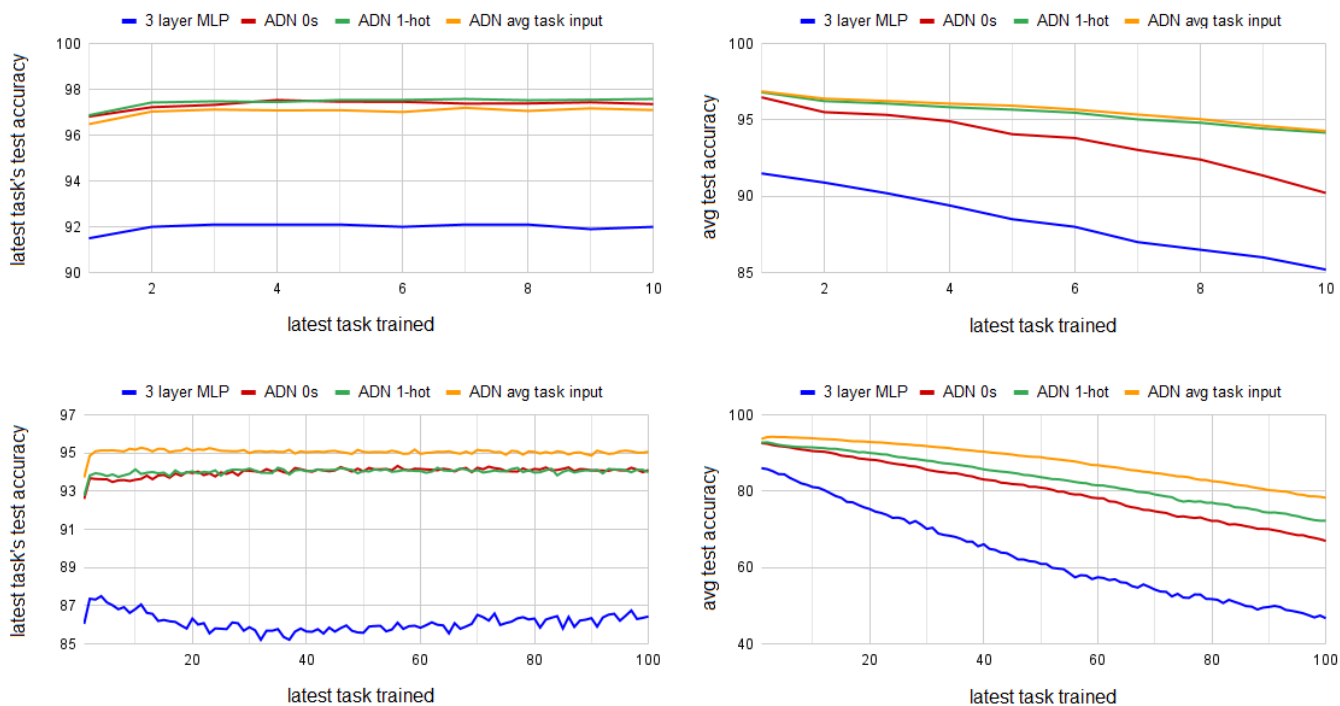 3 layer MLP ADN 0s ADN 1-hot ADN avg task input
100
98
96
94
92
90
2 4 6 8 10
latest task's test accuracy
latest task trained
3 layer MLP ADN 0s ADN 1-hot ADN avg task input
100
95
90
85
2 4 6 8 10
avg test accuracy
latest task trained
3 layer MLP ADN 0s ADN 1-hot ADN avg task input
97
95
93
91
89
87
85
20 40 60 80 100
latest task's test accuracy
latest task trained
3 layer MLP ADN 0s ADN 1-hot ADN avg task input
100
80
60
40
20 40 60 80 100
avg test accuracy
latest task trained